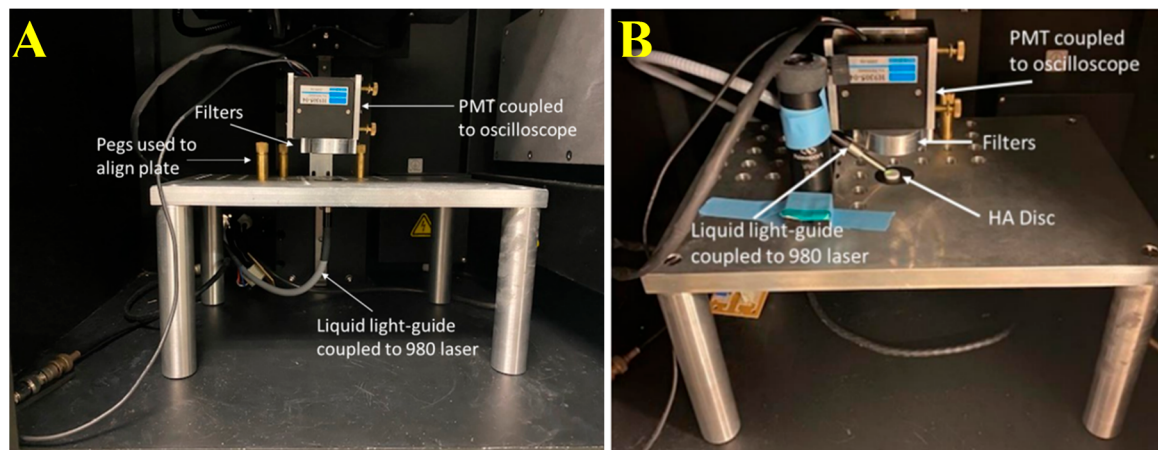 A
Filters
PMT coupled
to oscilloscope
Pegs used to
align plate
Liquid light-guide
coupled to 980 laser
B
PMT coupled
to oscilloscope
Filters
HA Disc
Liquid light-guide
coupled to 980 laser